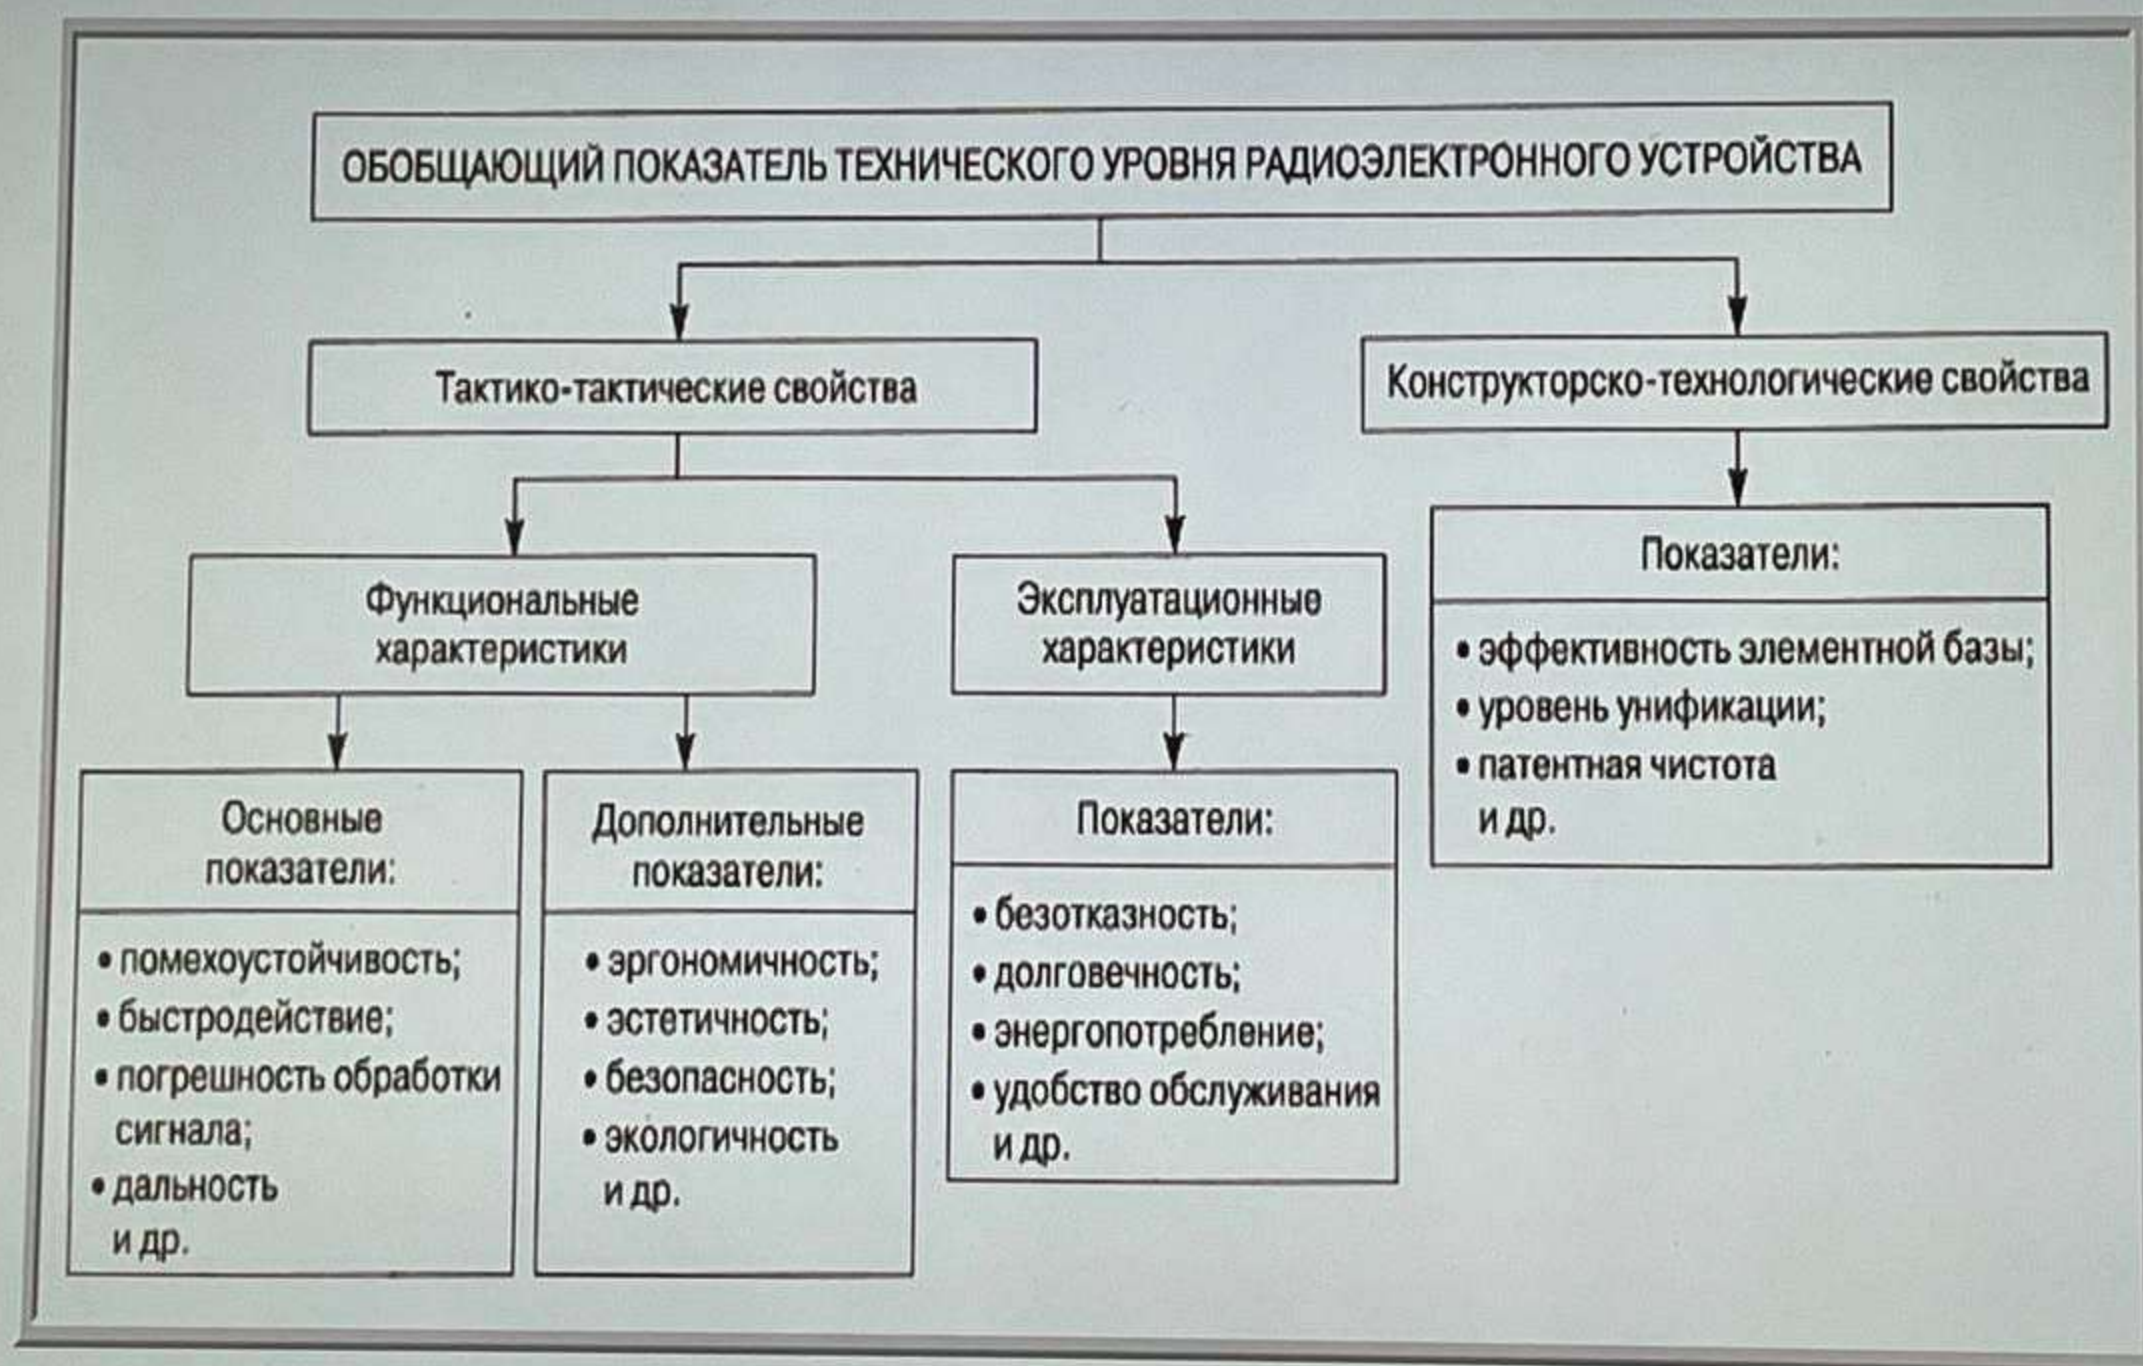 ОБОБЩАЮЩИЙ ПОКАЗАТЕЛЬ ТЕХНИЧЕСКОГО УРОВНЯ РАДИОЭЛЕКТРОННОГО УСТРОЙСТВА
Тактико-тактические свойства
Конструкторско-технологические свойства
Функциональные
характеристики
Эксплуатационные
характеристики
Показатели:
• эффективность элементной базы;
• уровень унификации;
• патентная чистота
и др.
Основные
показатели:
• помехоустойчивость;
• быстродействие;
• погрешность обработки
сигнала;
• дальность
и др.
Дополнительные
показатели:
• эргономичность;
• эстетичность;
• безопасность;
• экологичность
и др.
Показатели:
• безотказность;
• долговечность;
• энергопотребление;
• удобство обслуживания
и др.